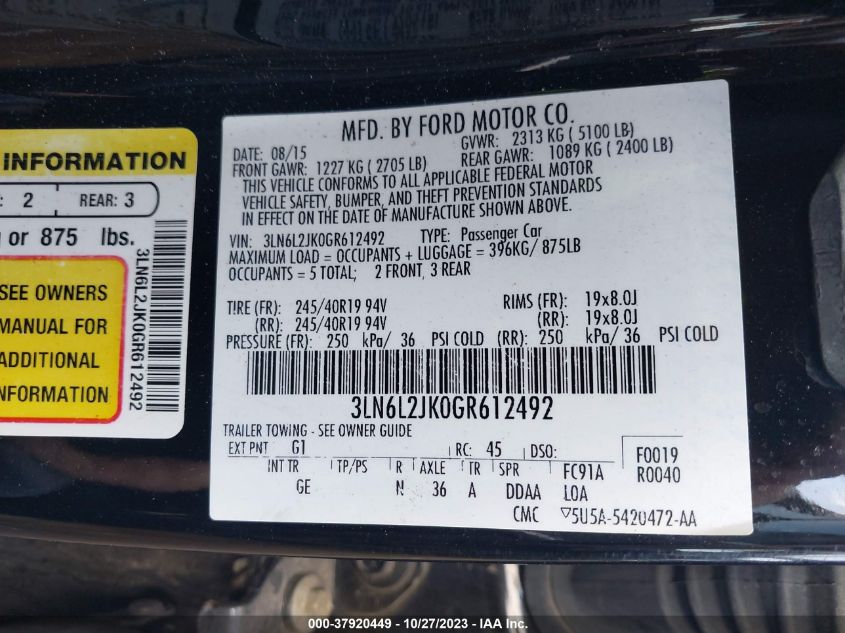 INFORMATION
2 REAR: 3
or 875 lbs.
SEE OWNERS
MANUAL FOR
ADDITIONAL
INFORMATION
3LN6L2JK0GR612492
MFD. BY FORD MOTOR CO.
DATE: 08/15 GVWR: 2313 KG ( 5100 LB)
FRONT GAWR: 1227 KG ( 2705 LB) REAR GAWR: 1089 KG ( 2400 LB)
THIS VEHICLE CONFORMS TO ALL APPLICABLE FEDERAL MOTOR
VEHICLE SAFETY, BUMPER, AND THEFT PREVENTION STANDARDS
IN EFFECT ON THE DATE OF MANUFACTURE SHOWN ABOVE.
VIN: 3LN6L2JK0GR612492 TYPE: Passenger Car
MAXIMUM LOAD = OCCUPANTS + LUGGAGE = 396KG/ 875LB
OCCUPANTS = 5 TOTAL; 2 FRONT, 3 REAR
TIRE (FR): 245/40R19 94V RIMS (FR): 19x8.0J
(RR): 245/40R19 94V (RR): 19x8.0J
PRESSURE (FR): 250 kPa/ 36 PSI COLD (RR): 250 kPa/ 36 PSI COLD
3LN6L2JK0GR612492
TRAILER TOWING - SEE OWNER GUIDE
EXT PNT G1 RC: 45 DSO: F0019
INT TR TP/PS R AXLE TR SPR FC91A R0040
GE N 36 A DDAA LOA
CMC 5U5A-5420472-AA
000-37920449 - 10/27/2023 - IAA Inc.